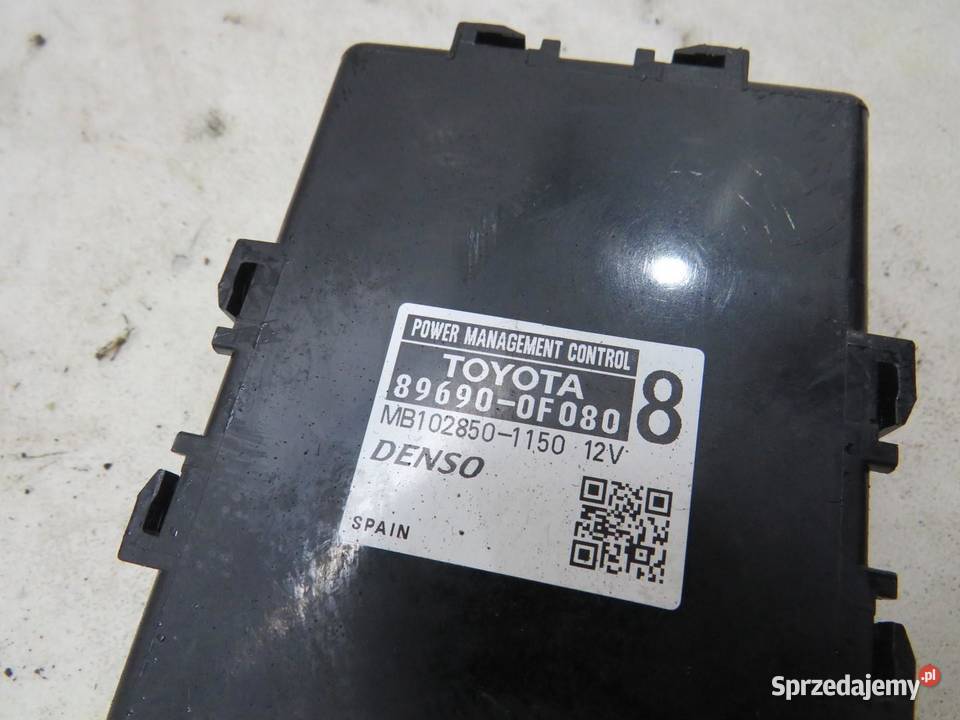 POWER MANAGEMENT CONTROL
TOYOTA
89690-0F080
8
MB102850-1150 12V
DENSO
SPAIN
Sprzedajemy.pl